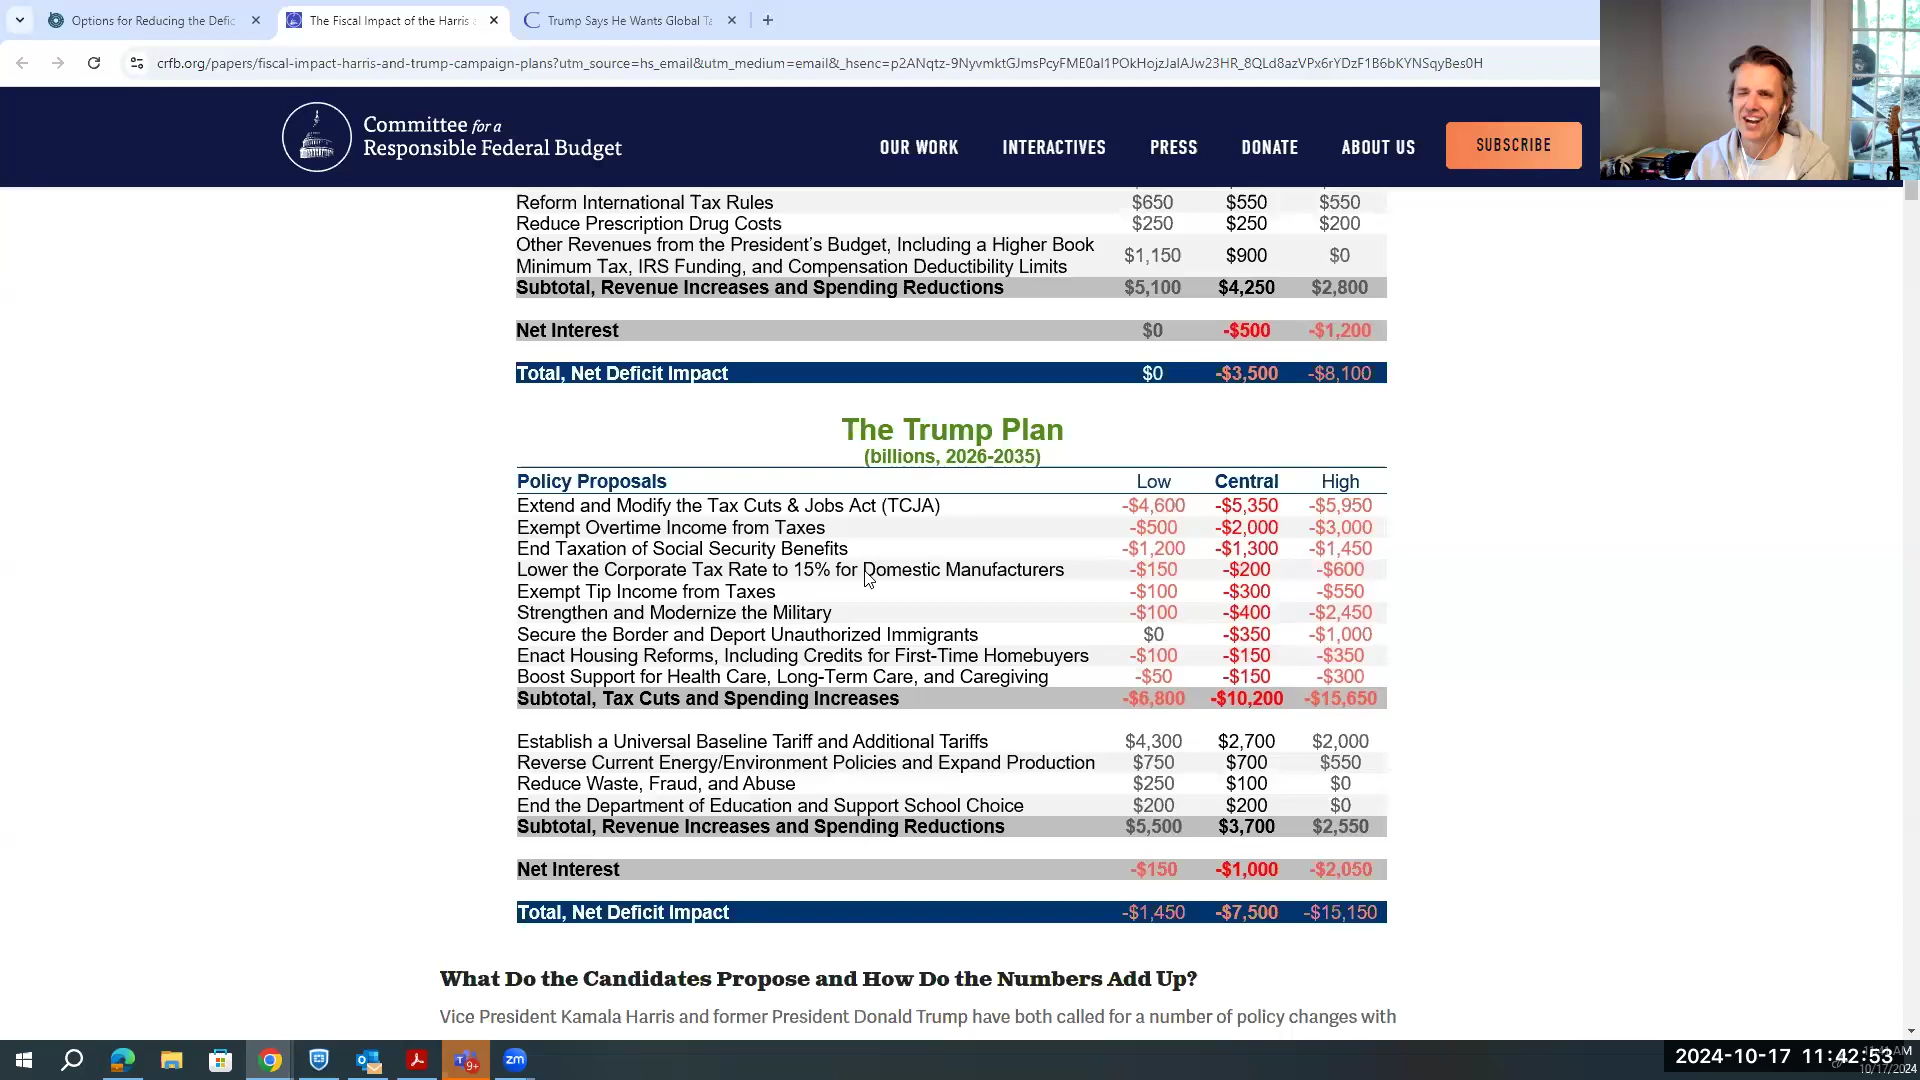 Options for Reducing the Defic
The Fiscal Impact of the Harris a
Trump Says He Wants Global Ta
crfb.org/papers/fiscal-impact-harris-and-trump-campaign-plans?utm_source=hs_email&utm_medium=email&_hsenc=p2ANqtz-9NyvmktGJmsPcyFME0al1POkHojzJalAJw23HR_8QLd8azVPx6rYDzF1B6bKYNSqyBes0H
Committee for a
Responsible Federal Budget
OUR WORK INTERACTIVES PRESS DONATE ABOUT US SUBSCRIBE
Reform International Tax Rules $650 $550 $550
Reduce Prescription Drug Costs $250 $250 $200
Other Revenues from the President's Budget, Including a Higher Book
Minimum Tax, IRS Funding, and Compensation Deductibility Limits $1,150 $900 $0
Subtotal, Revenue Increases and Spending Reductions $5,100 $4,250 $2,800
Net Interest $0 -$500 -$1,200
Total, Net Deficit Impact $0 -$3,500 -$8,100
The Trump Plan
(billions, 2026-2035)
Policy Proposals Low Central High
Extend and Modify the Tax Cuts & Jobs Act (TCJA) -$4,600 -$5,350 -$5,950
Exempt Overtime Income from Taxes -$500 -$2,000 -$3,000
End Taxation of Social Security Benefits -$1,200 -$1,300 -$1,450
Lower the Corporate Tax Rate to 15% for Domestic Manufacturers -$150 -$200 -$600
Exempt Tip Income from Taxes -$100 -$300 -$550
Strengthen and Modernize the Military -$100 -$400 -$2,450
Secure the Border and Deport Unauthorized Immigrants $0 -$350 -$1,000
Enact Housing Reforms, Including Credits for First-Time Homebuyers -$100 -$150 -$350
Boost Support for Health Care, Long-Term Care, and Caregiving -$50 -$150 -$300
Subtotal, Tax Cuts and Spending Increases -$6,800 -$10,200 -$15,650
Establish a Universal Baseline Tariff and Additional Tariffs $4,300 $2,700 $2,000
Reverse Current Energy/Environment Policies and Expand Production $750 $700 $550
Reduce Waste, Fraud, and Abuse $250 $100 $0
End the Department of Education and Support School Choice $200 $200 $0
Subtotal, Revenue Increases and Spending Reductions $5,500 $3,700 $2,550
Net Interest -$150 -$1,000 -$2,050
Total, Net Deficit Impact -$1,450 -$7,500 -$15,150
What Do the Candidates Propose and How Do the Numbers Add Up?
Vice President Kamala Harris and former President Donald Trump have both called for a number of policy changes with
9+
zm
2024-10-17 11:42:53
10/17/2024